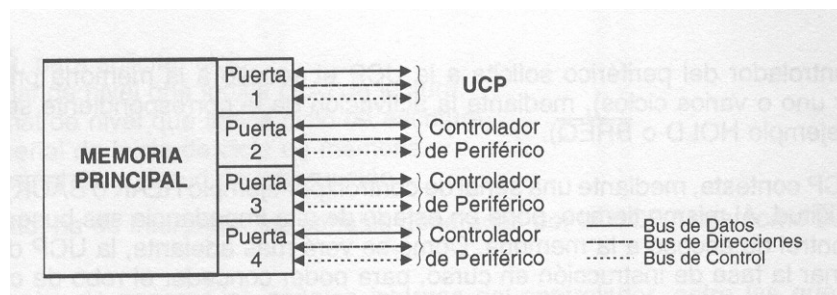 MEMORIA
PRINCIPAL
Puerta
1
UCP
Puerta
2
Controlador
de Periférico
Puerta
3
Controlador
de Periférico
Puerta
4
Controlador
de Periférico
Bus de Datos
Bus de Direcciones
Bus de Control